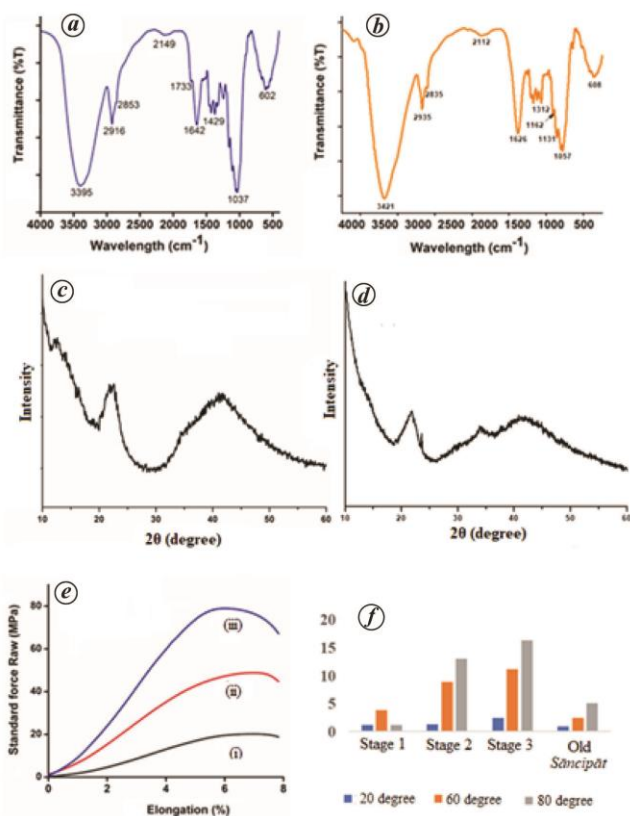 a
Transmittance (%T)
2149
1733
2853
2916
1642
1429
602
3395
1037
4000 3500 3000 2500 2000 1500 1000 500
Wavelength (cm-1)
b
Transmittance (%T)
2112
2835
2935
1312
1162
1626
1131
1057
608
3421
4000 3500 3000 2500 2000 1500 1000 500
Wavelength (cm-1)
c
Intensity
10 20 30 40 50 60
2θ (degree)
d
Intensity
10 20 30 40 50 60
2θ (degree)
e
Standard force Raw (MPa)
80
60
40
20
0
(iii)
(ii)
(i)
0 2 4 6 8
Elongation (%)
f
20
15
10
5
0
Stage 1 Stage 2 Stage 3 Old
Sāncipāt
20 degree 60 degree 80 degree